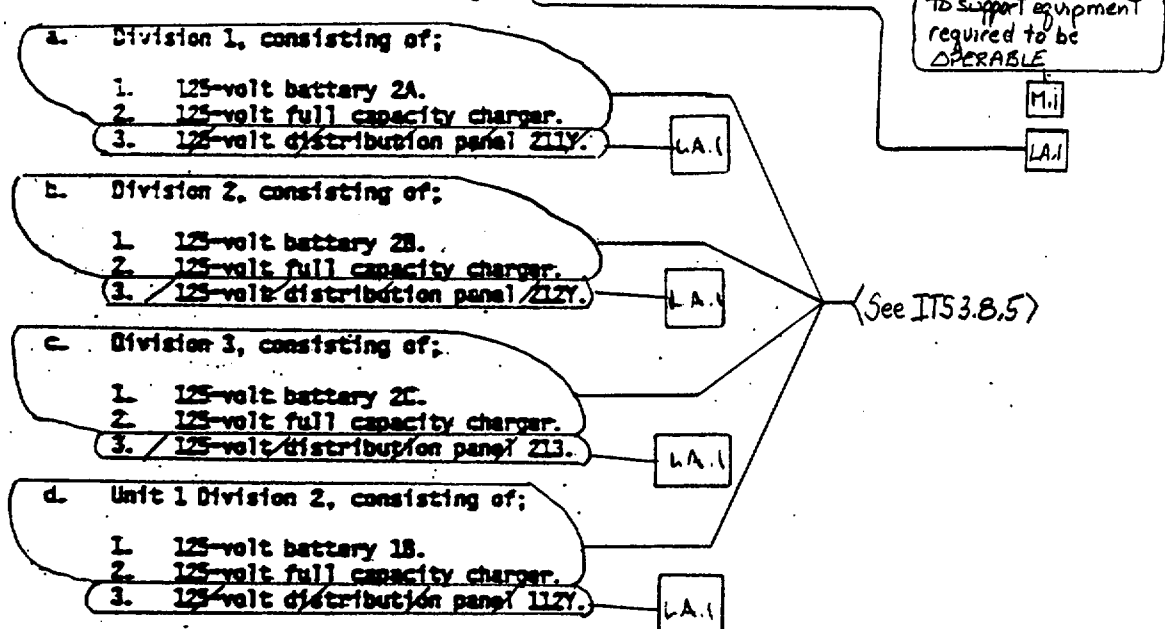 to support equipment
required to be
OPERABLE
M.1
LA.1
a. Division 1, consisting of;
1. 125-volt battery 2A.
2. 125-volt full capacity charger.
3. 125-volt distribution panel 211Y.
LA.1
b. Division 2, consisting of;
1. 125-volt battery 2B.
2. 125-volt full capacity charger.
3. 125-volt distribution panel 212Y.
LA.1
(See ITS 3.8.5)
c. Division 3, consisting of;
1. 125-volt battery 2C.
2. 125-volt full capacity charger.
3. 125-volt distribution panel 213.
LA.1
d. Unit 1 Division 2, consisting of;
1. 125-volt battery 1B.
2. 125-volt full capacity charger.
3. 125-volt distribution panel 112Y.
LA.1